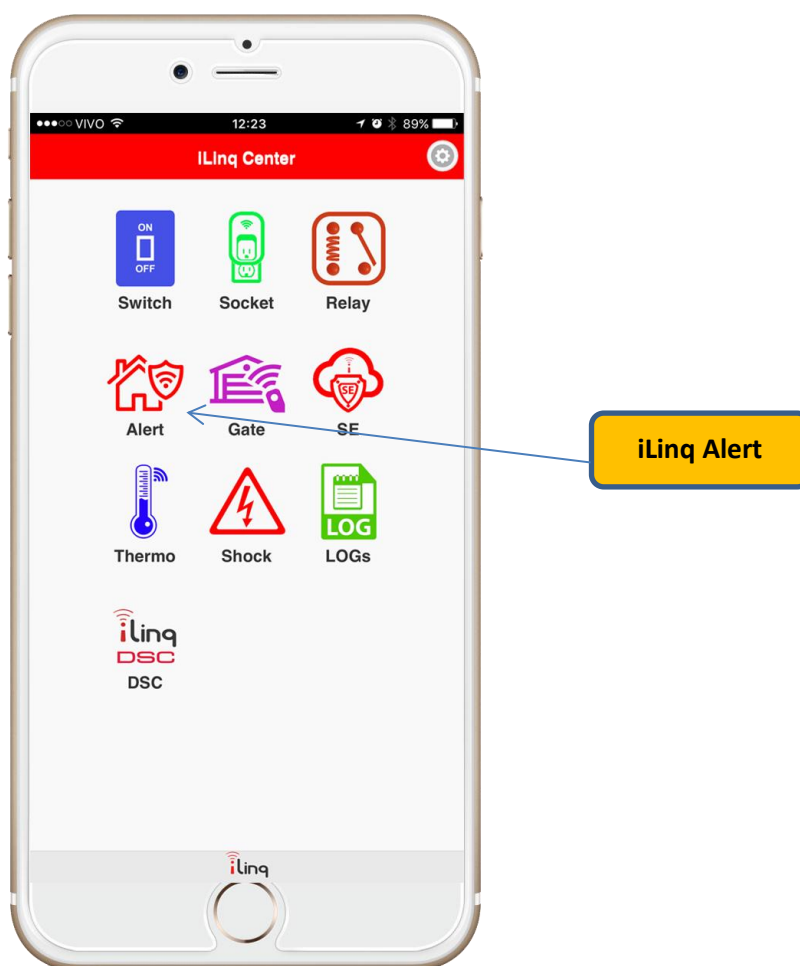 VIVO 12:23 89%
iLinq Center
ON
OFF
Switch Socket Relay
i
SE
Alert Gate SE
LOG
Thermo Shock LOGs
iLinq
DSC
DSC
iLinq
iLinq Alert